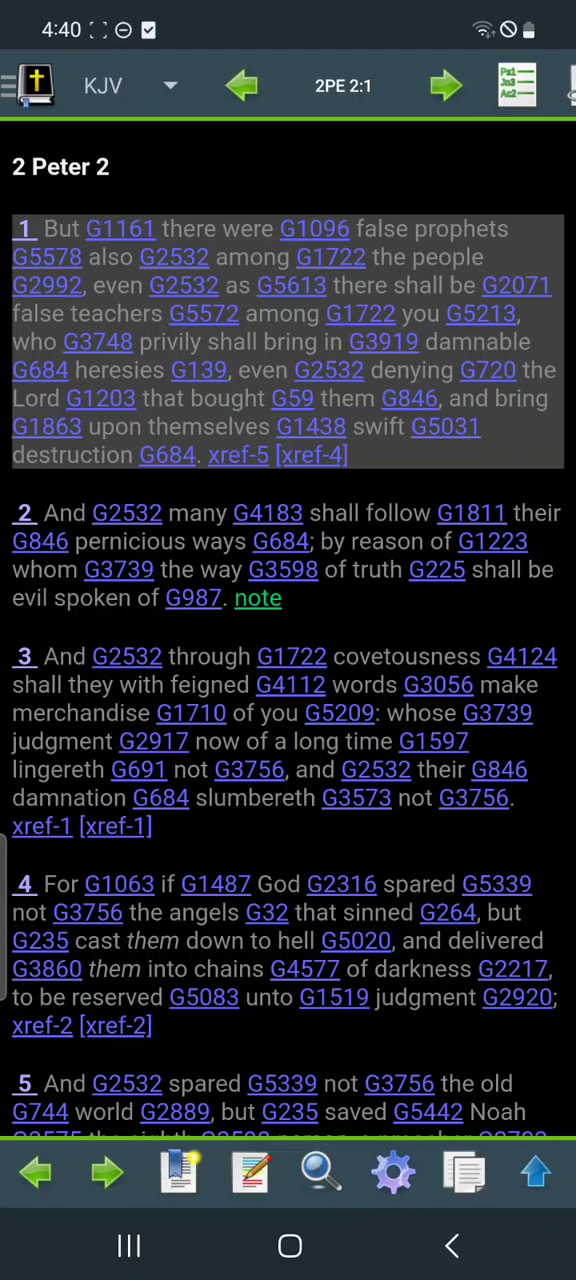 4:40
KJV
2PE 2:1
Pa1
Jn3
Ac2
2 Peter 2
1 But G1161 there were G1096 false prophets
G5578 also G2532 among G1722 the people
G2992, even G2532 as G5613 there shall be G2071
false teachers G5572 among G1722 you G5213,
who G3748 privily shall bring in G3919 damnable
G684 heresies G139, even G2532 denying G720 the
Lord G1203 that bought G59 them G846, and bring
G1863 upon themselves G1438 swift G5031
destruction G684. xref-5 [xref-4]
2 And G2532 many G4183 shall follow G1811 their
G846 pernicious ways G684; by reason of G1223
whom G3739 the way G3598 of truth G225 shall be
evil spoken of G987. note
3 And G2532 through G1722 covetousness G4124
shall they with feigned G4112 words G3056 make
merchandise G1710 of you G5209: whose G3739
judgment G2917 now of a long time G1597
lingereth G691 not G3756, and G2532 their G846
damnation G684 slumbereth G3573 not G3756.
xref-1 [xref-1]
4 For G1063 if G1487 God G2316 spared G5339
not G3756 the angels G32 that sinned G264, but
G235 cast them down to hell G5020, and delivered
G3860 them into chains G4577 of darkness G2217,
to be reserved G5083 unto G1519 judgment G2920;
xref-2 [xref-2]
5 And G2532 spared G5339 not G3756 the old
G744 world G2889, but G235 saved G5442 Noah